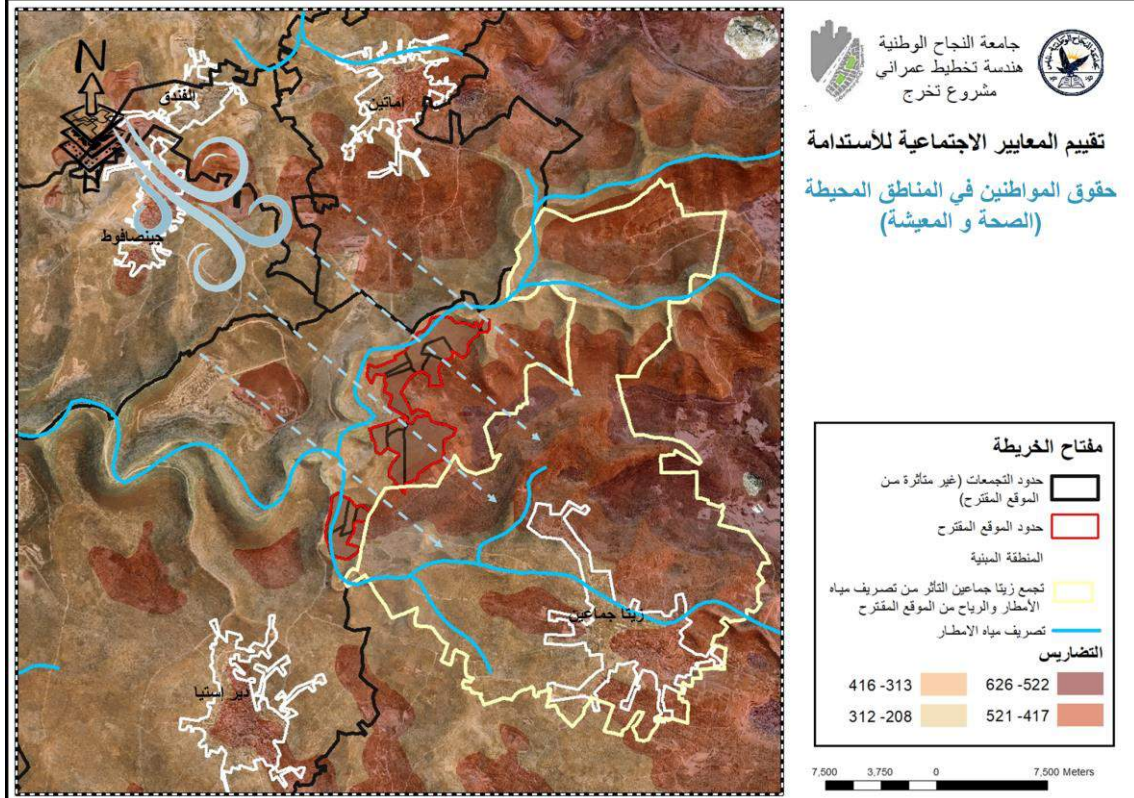 جامعة النجاح الوطنية
هندسة تخطيط عمراني
مشروع تخرج
تقييم المعايير الاجتماعية للأستدامة
حقوق المواطنين في المناطق المحيطة
(الصحة و المعيشة)
N
الفندق
اماتين
جينصافوط
زيتا جماعين
دير استيا
مفتاح الخريطة
حدود التجمعات (غير متأثرة من
الموقع المقترح)
حدود الموقع المقترح
المنطقة المبنية
تجمع زيتا جماعين التأثر من تصريف مياه
الأمطار والرياح من الموقع المقترح
تصريف مياه الامطار
التضاريس
626 -522
416 -313
521 -417
312 -208
7,500 3,750 0 7,500 Meters